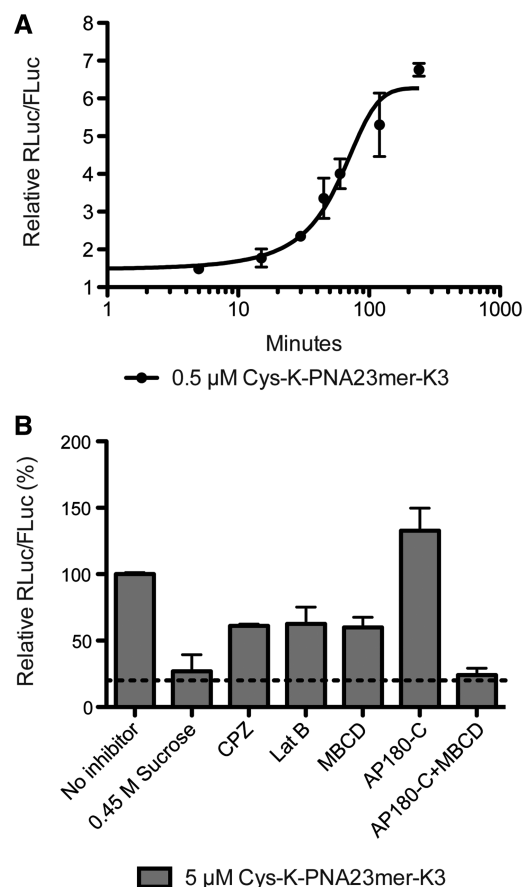 A
8
7
6
5
4
3
2
1
Relative RLuc/FLuc
1 10 100 1000
Minutes
0.5 µM Cys-K-PNA23mer-K3
B
200
150
100
50
0
Relative RLuc/FLuc (%)
No inhibitor
0.45 M Sucrose
CPZ
Lat B
MBCD
AP180-C
AP180-C+MBCD
5 µM Cys-K-PNA23mer-K3